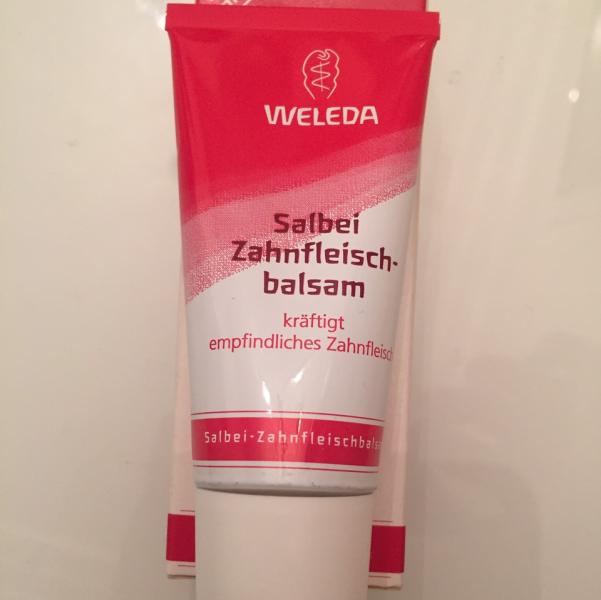 WELEDA
Salbei
Zahnfleisch-
balsam
kräftigt
empfindliches Zahnfleisch
Salbei-Zahnfleischbalsam